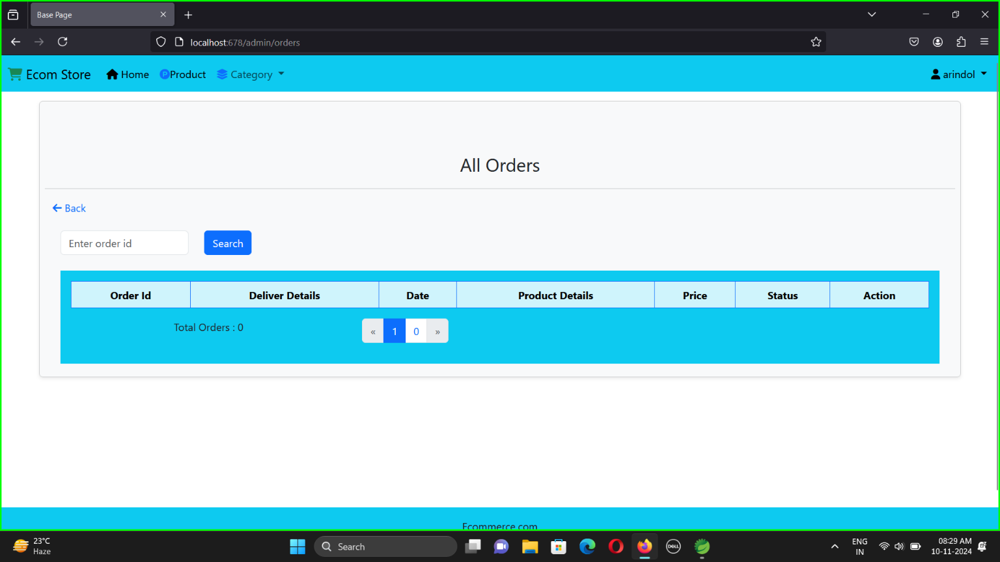 Base Page
localhost:678/admin/orders
Ecom Store Home Product Category arindol
All Orders
Back
Enter order id Search
Order Id Deliver Details Date Product Details Price Status Action
Total Orders : 0 « 1 0 »
Ecommerce.com
23°C
Haze
Search
DELL
ENG
IN
08:29 AM
10-11-2024